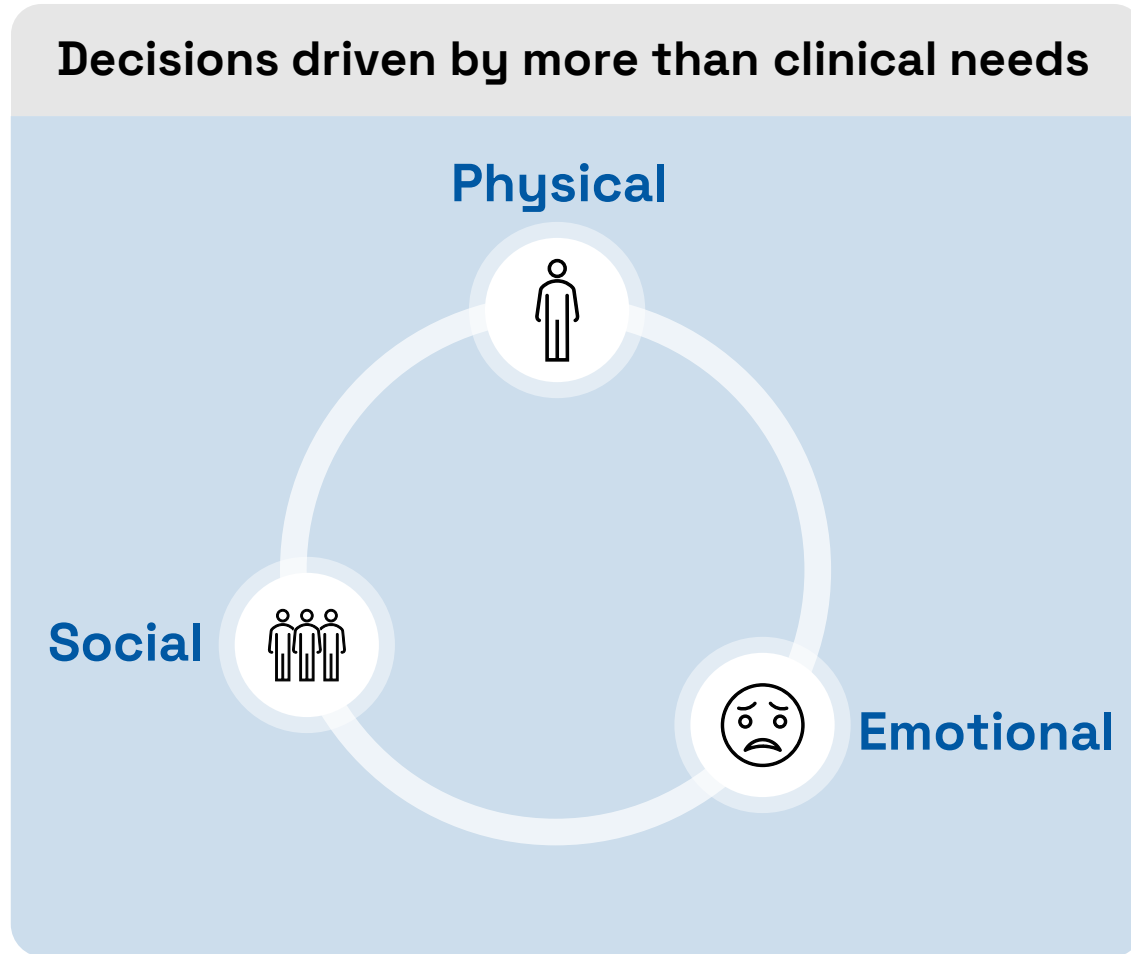 Decisions driven by more than clinical needs
Physical
Social
Emotional